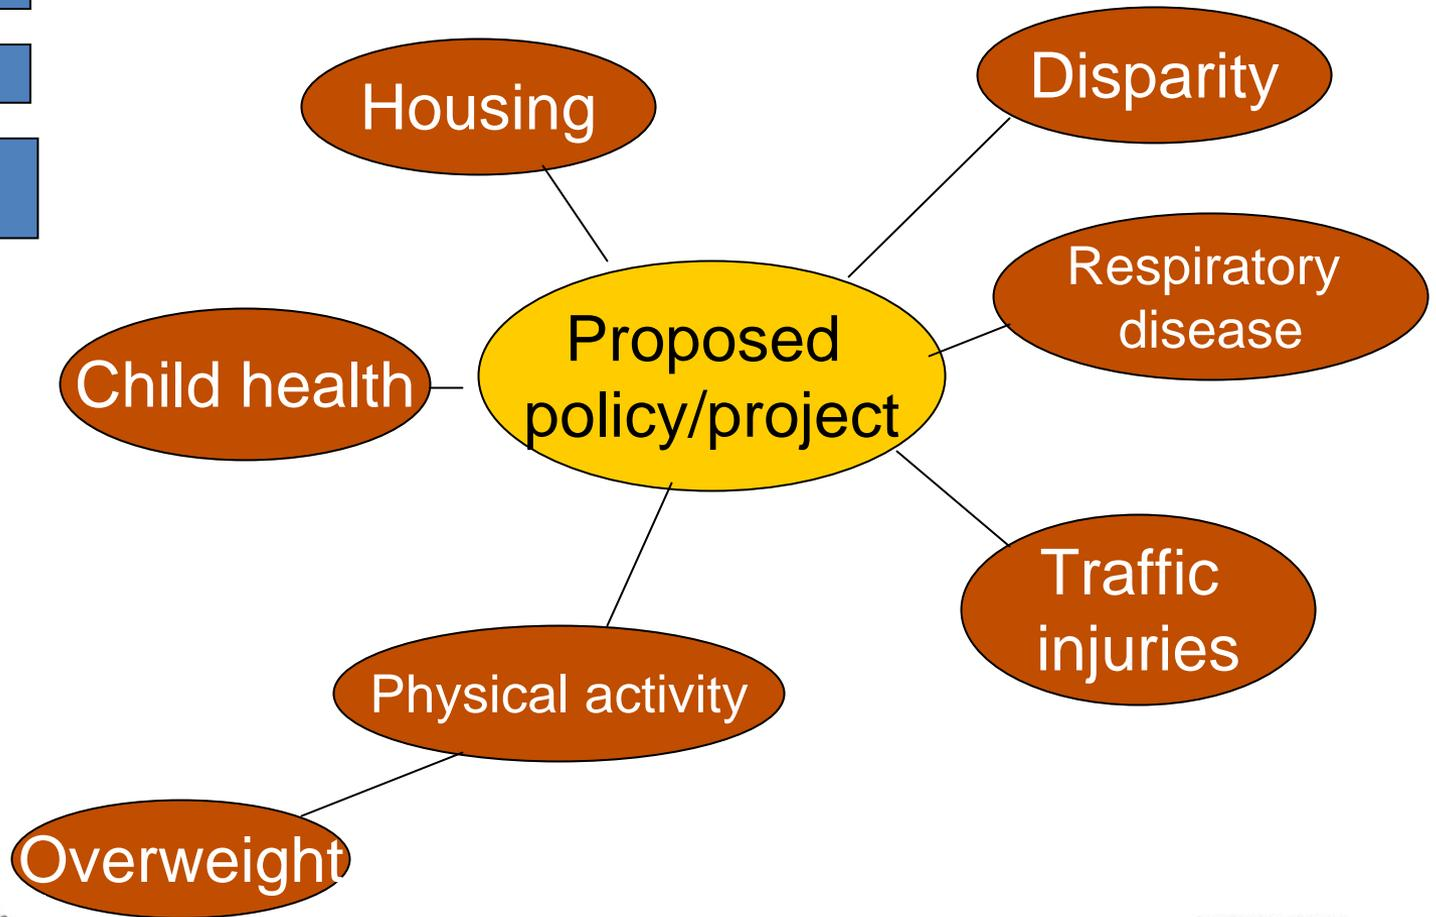 Disparity
Housing
Respiratory
disease
Proposed
policy/project
Child health
Traffic
injuries
Physical activity
Overweight